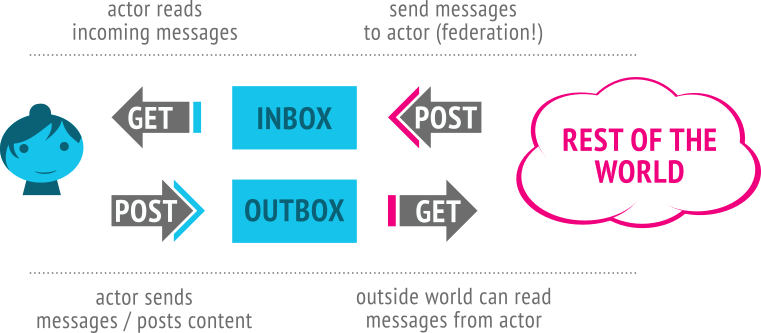 actor reads
incoming messages
send messages
to actor (federation!)
GET
INBOX
POST
REST OF THE
WORLD
POST
OUTBOX
GET
actor sends
messages / posts content
outside world can read
messages from actor